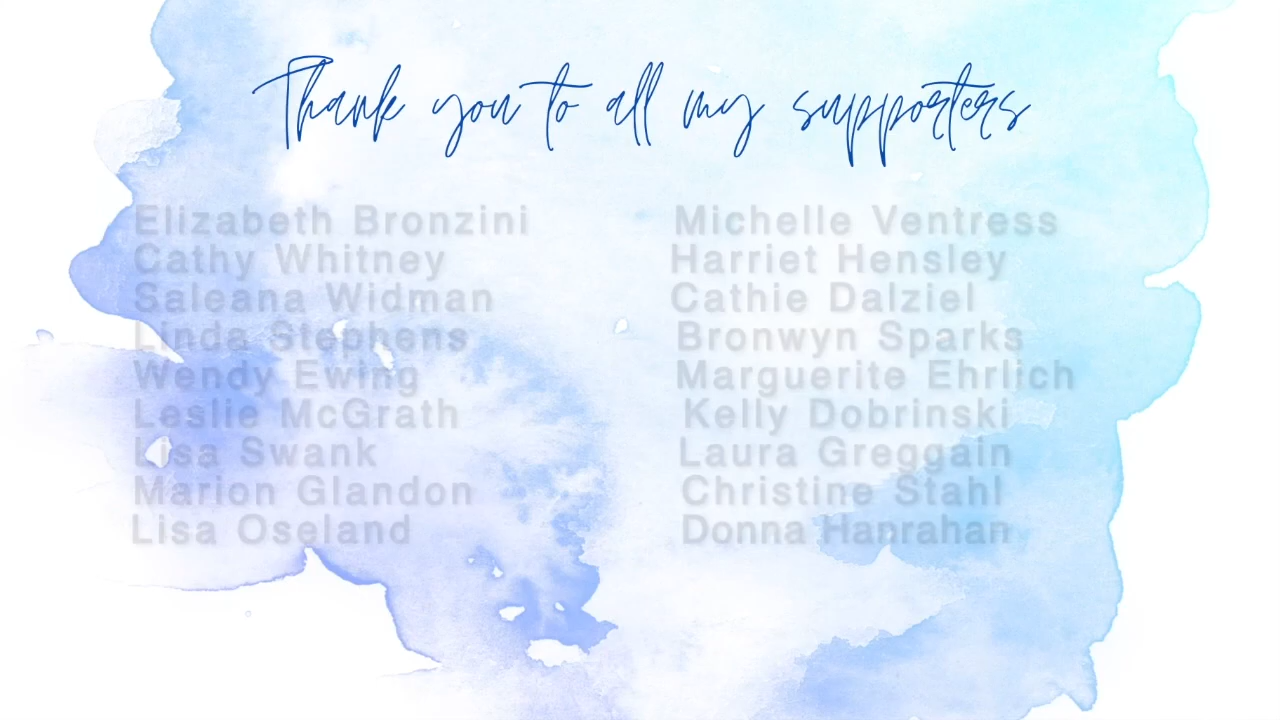 Thank you to all my supporters
Elizabeth Bronzini
Cathy Whitney
Saleana Widman
Linda Stephens
Wendy Ewing
Leslie McGrath
Lisa Swank
Marion Glandon
Lisa Oseland
Michelle Ventress
Harriet Hensley
Cathie Dalziel
Bronwyn Sparks
Marguerite Ehrlich
Kelly Dobrinski
Laura Greggain
Christine Stahl
Donna Hanrahan